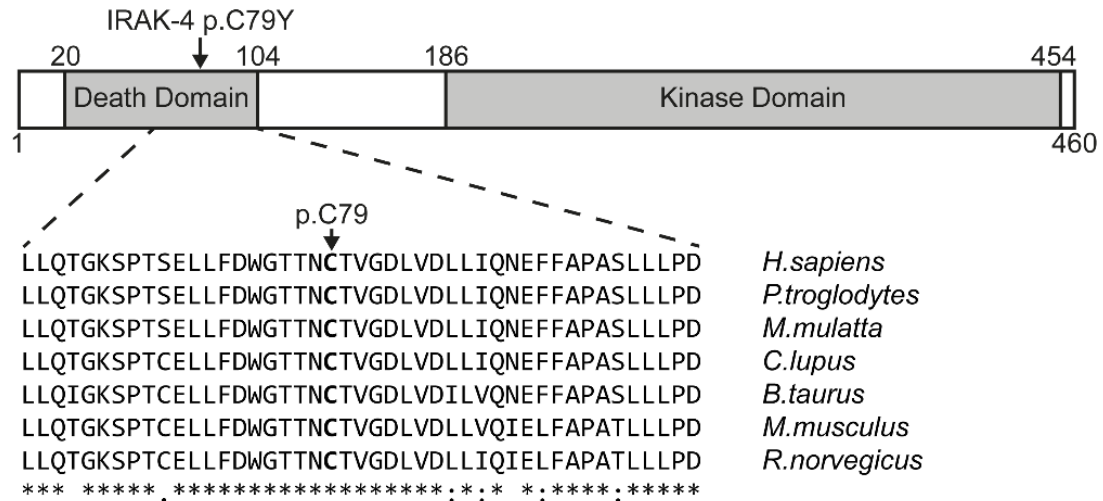 IRAK-4 p.C79Y
20 104 186 454
Death Domain Kinase Domain
1 460
p.C79
LLQTGKSPTSELLFDWGTTNCTVGDLVDLLIQNEFFAPASLLLPD H.sapiens
LLQTGKSPTSELLFDWGTTNCTVGDLVDLLIQNEFFAPASLLLPD P.troglodytes
LLQTGKSPTSELLFDWGTTNCTVGDLVDLLIQNEFFAPASLLLPD M.mulatta
LLQTGKSPTCELLFDWGTTNCTVGDLVDLLIQNEFFAPASLLLPD C.lupus
LLQIGKSPTCELLFDWGTTNCTVGDLVDILVQNEFFAPASLLLPD B.taurus
LLQTGKSPTCELLFDWGTTNCTVGDLVDLLVQIELFAPATLLLPD M.musculus
LLQTGKSPTCELLFDWGTTNCTVGDLVDLLIQIELFAPATLLLPD R.norvegicus
*** *****.******************:*:* *:****:*****